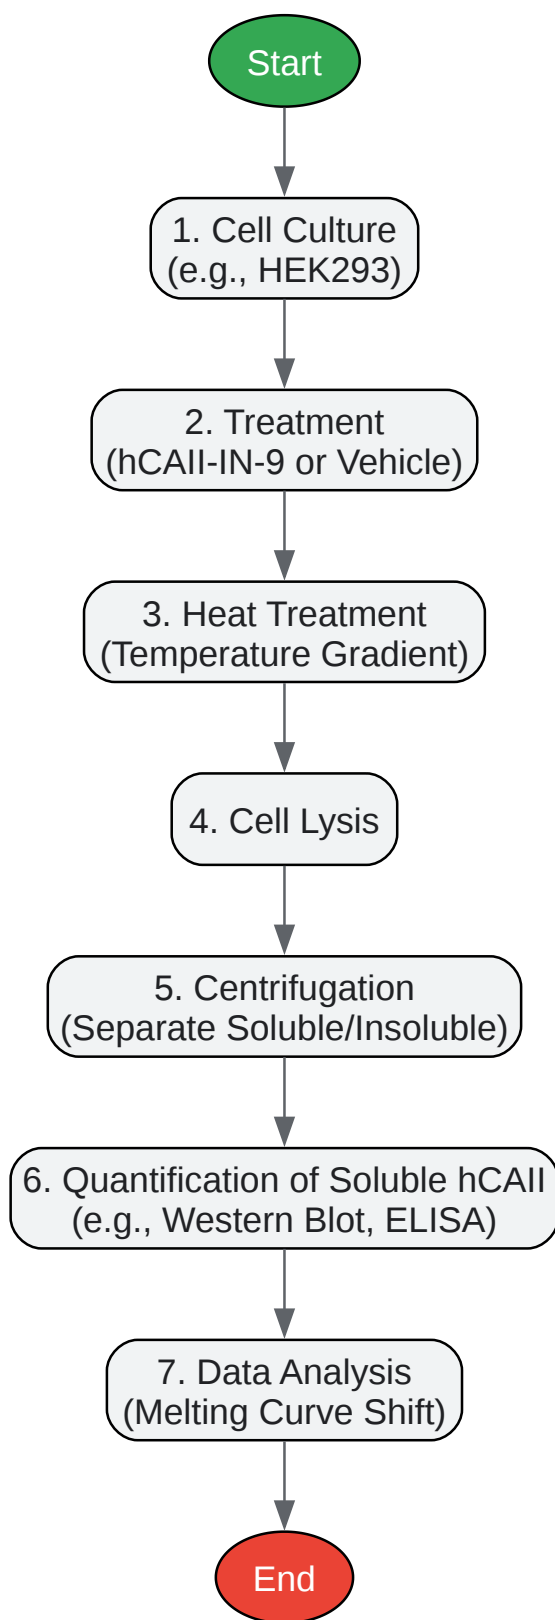 Start
1. Cell Culture
(e.g., HEK293)
2. Treatment
(hCAII-IN-9 or Vehicle)
3. Heat Treatment
(Temperature Gradient)
4. Cell Lysis
5. Centrifugation
(Separate Soluble/Insoluble)
6. Quantification of Soluble hCAII
(e.g., Western Blot, ELISA)
7. Data Analysis
(Melting Curve Shift)
End